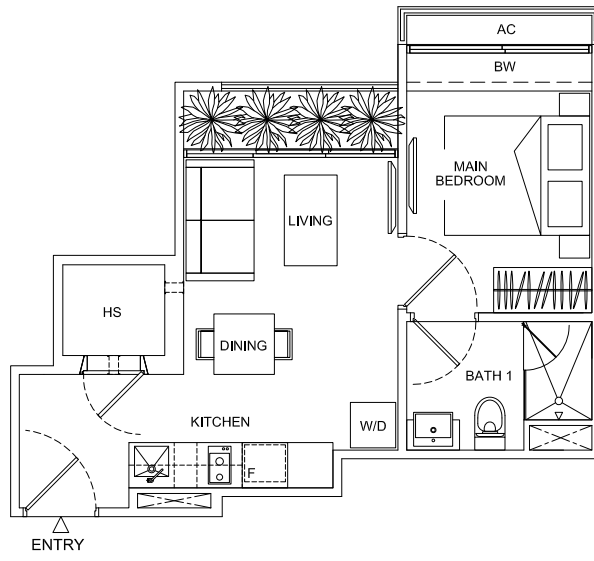 AC
BW
MAIN
BEDROOM
LIVING
HS
DINING
BATH 1
KITCHEN
W/D
F
ENTRY